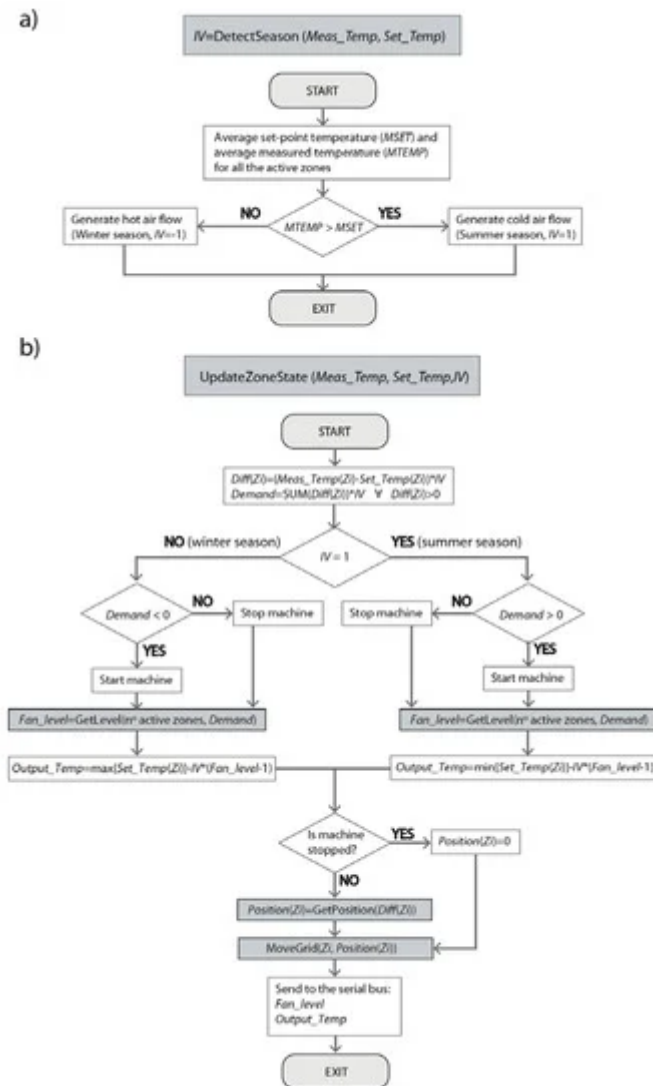 a)
IV=DetectSeason (Meas_Temp, Set_Temp)
START
Average set-point temperature (MSET) and
average measured temperature (MTEMP)
for all the active zones
NO
YES
MTEMP > MSET
Generate hot air flow
(Winter season, IV=-1)
Generate cold air flow
(Summer season, IV=1)
EXIT
b)
UpdateZoneState (Meas_Temp, Set_Temp,IV)
START
Diff(Zi)=(Meas_Temp(Zi)-Set_Temp(Zi))*IV
Demand=SUM(Diff(Zi))*IV ∀ Diff(Zi)>0
NO (winter season)
YES (summer season)
IV = 1
Demand < 0
NO
Stop machine
Stop machine
NO
Demand > 0
YES
YES
Start machine
Start machine
Fan_level=GetLevel(nº active zones, Demand)
Fan_level=GetLevel(nº active zones, Demand)
Output_Temp=max[Set_Temp(Zi)]-IV*(Fan_level-1)
Output_Temp=min[Set_Temp(Zi)]-IV*(Fan_level-1)
Is machine
stopped?
YES
Position(Zi)=0
NO
Position(Zi)=GetPosition(Diff(Zi))
MoveGrid(Zi, Position(Zi))
Send to the serial bus:
Fan_level
Output_Temp
EXIT